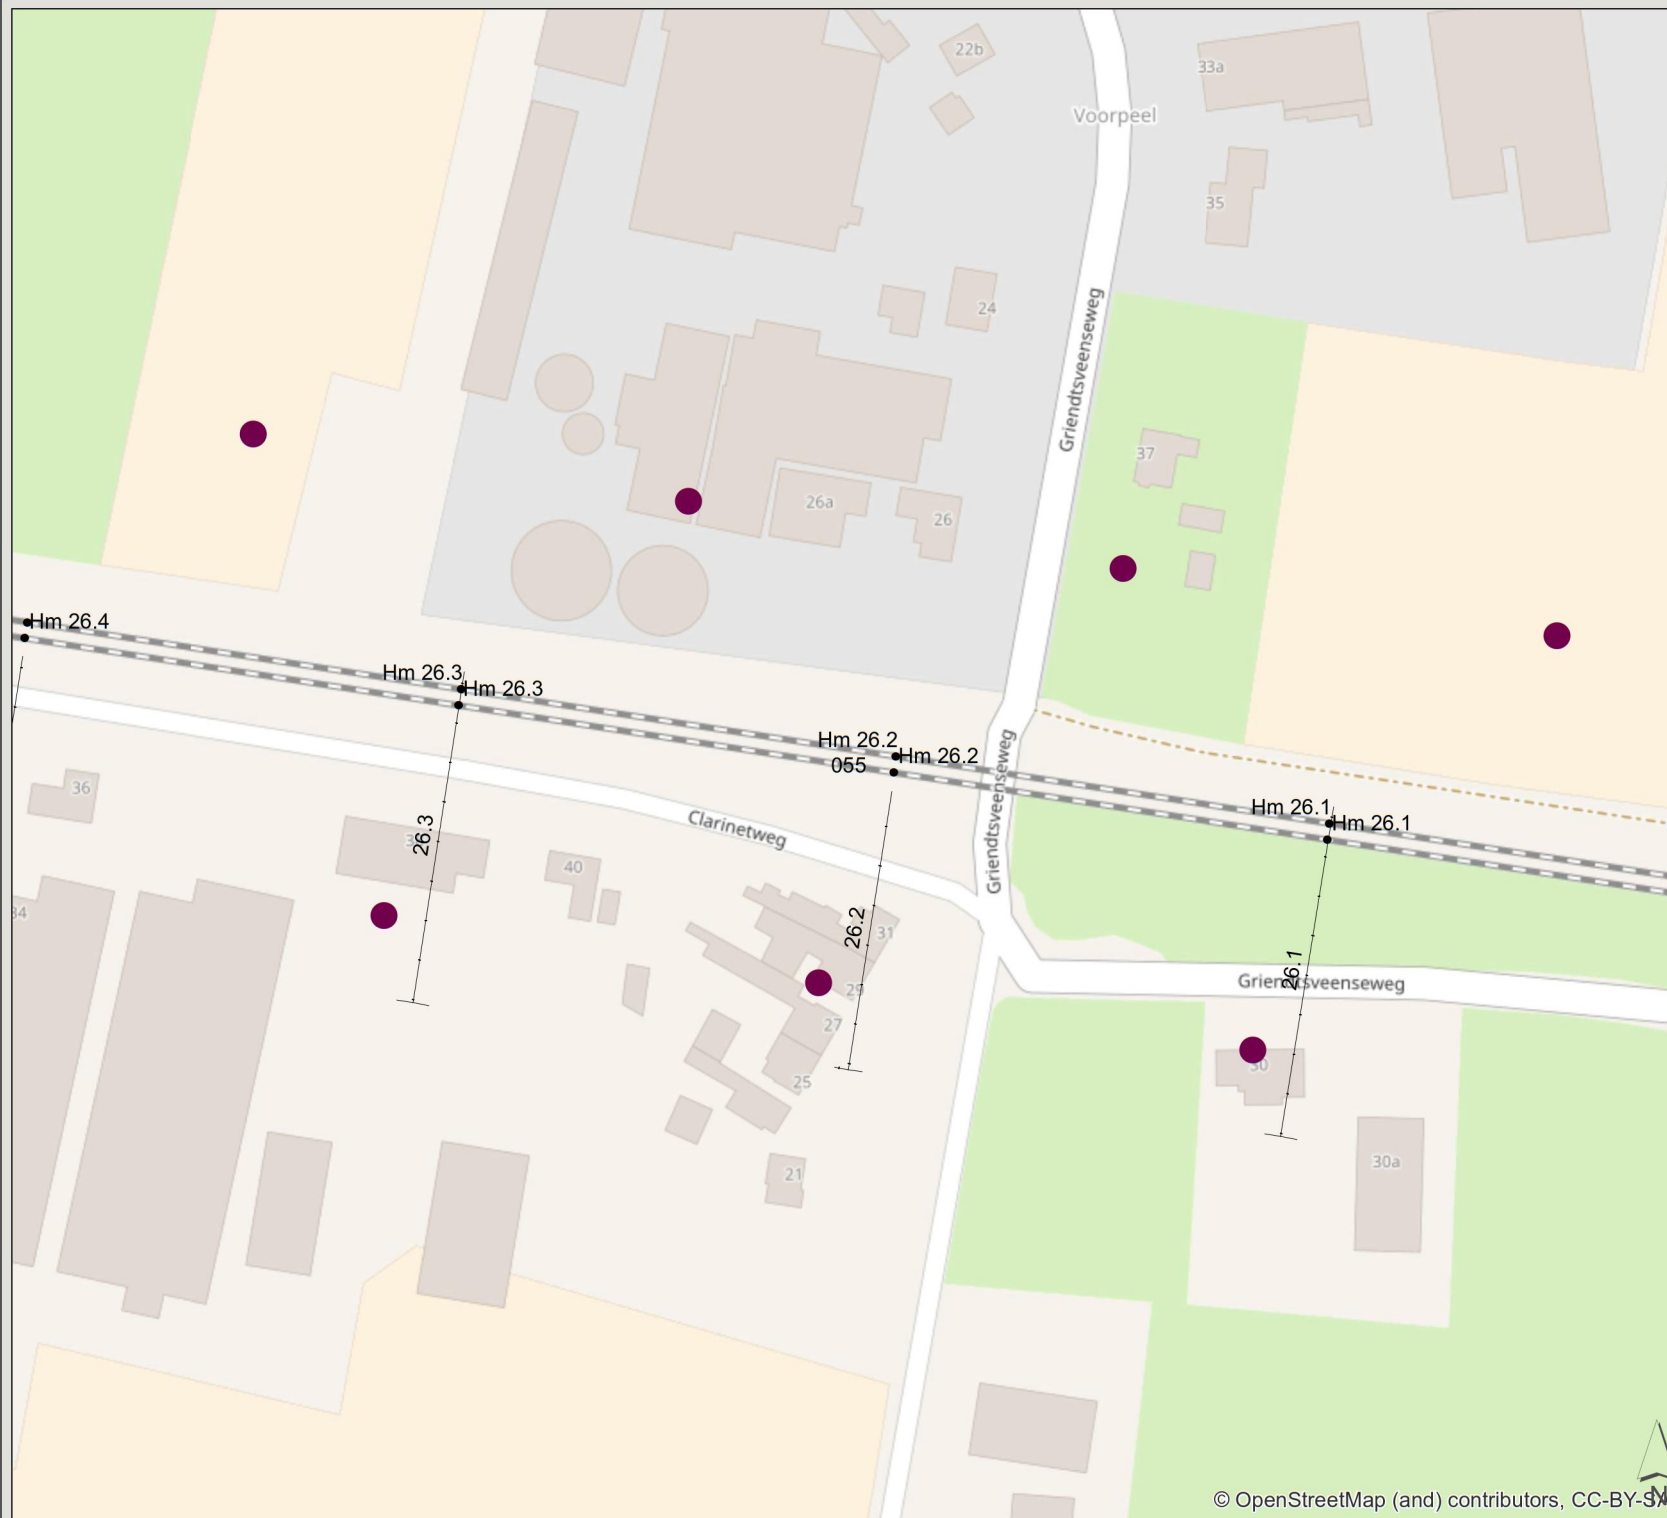 22b
33a
Voorpeel
35
24
Griendtsveenseweg
37
26a
26
Hm 26.4
Hm 26.3
Hm 26.3
Hm 26.2
Hm 26.2
055
Griendtsveenseweg
36
Hm 26.1
Hm 26.1
Clarinetweg
26.3
40
34
26.2
31
29
26.1
Griendtsveenseweg
27
30
25
21
30a
© OpenStreetMap (and) contributors, CC-BY-SA
N